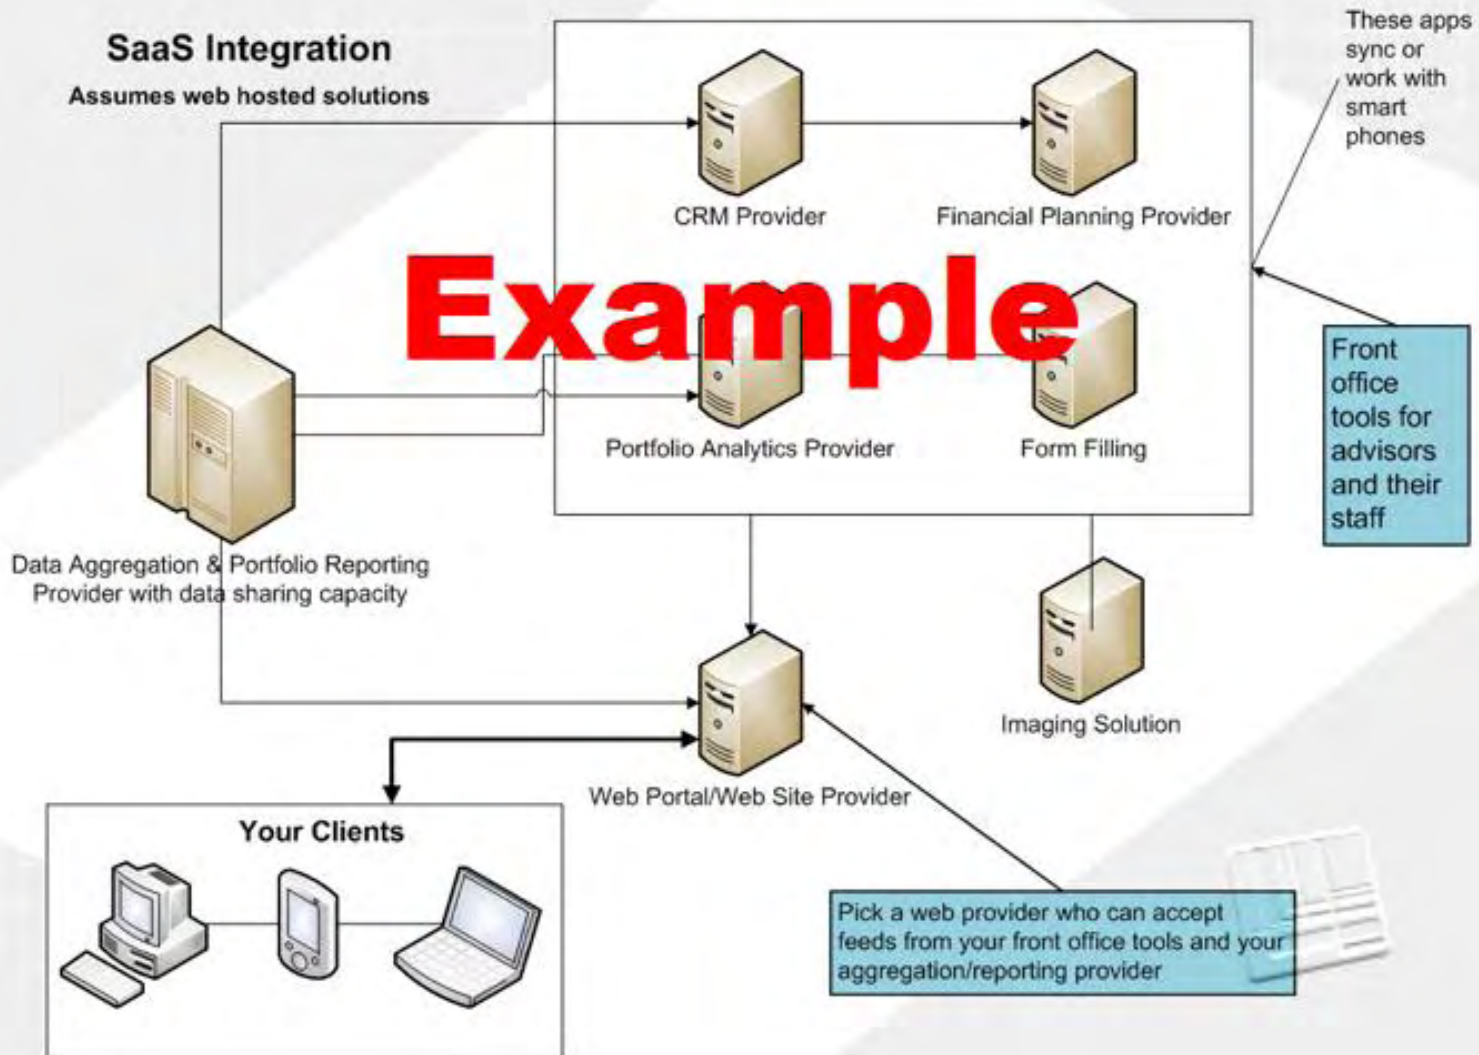 SaaS Integration
Assumes web hosted solutions
These apps
sync or
work with
smart
phones
CRM Provider
Financial Planning Provider
Example
Front
office
tools for
advisors
and their
staff
Portfolio Analytics Provider
Form Filling
Data Aggregation & Portfolio Reporting
Provider with data sharing capacity
Imaging Solution
Web Portal/Web Site Provider
Your Clients
Pick a web provider who can accept
feeds from your front office tools and your
aggregation/reporting provider